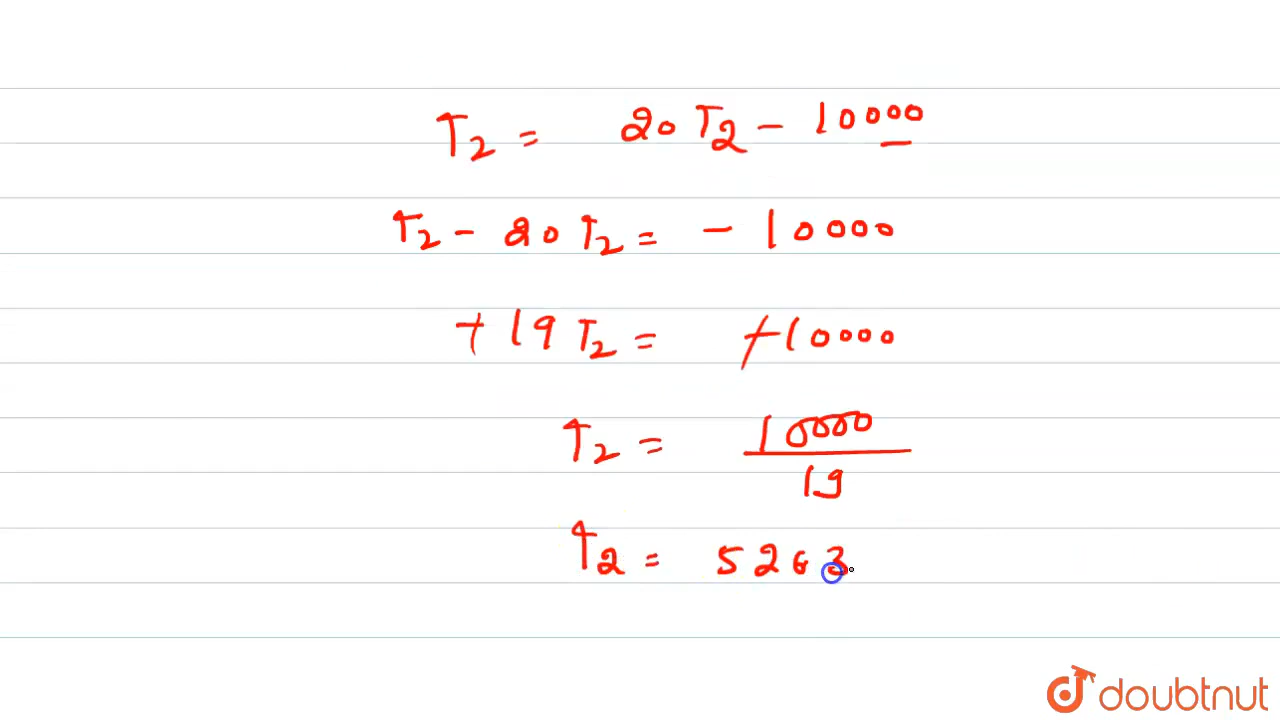 T2 = 20 T2 - 10000
T2 - 20 T2 = - 10000
+ 19 T2 = + 10000
T2 = 10000
19
T2 = 5263
doubtnut